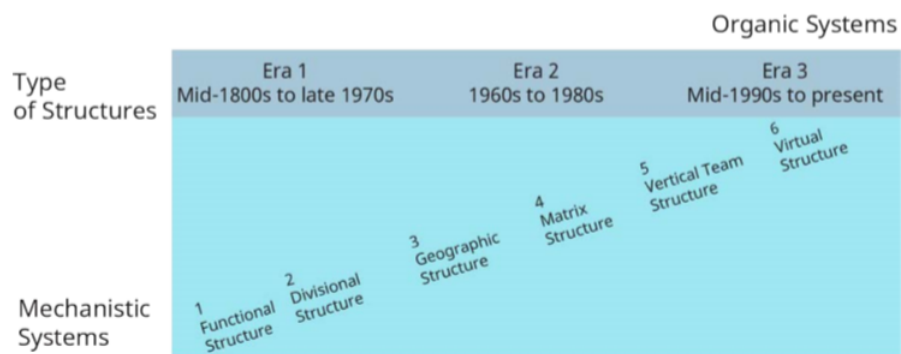 Organic Systems
Type
of Structures
Era 1
Mid-1800s to late 1970s
Era 2
1960s to 1980s
Era 3
Mid-1990s to present
6
Virtual
Structure
5
Vertical Team
Structure
4
Matrix
Structure
3
Geographic
Structure
2
Divisional
Structure
1
Functional
Structure
Mechanistic
Systems